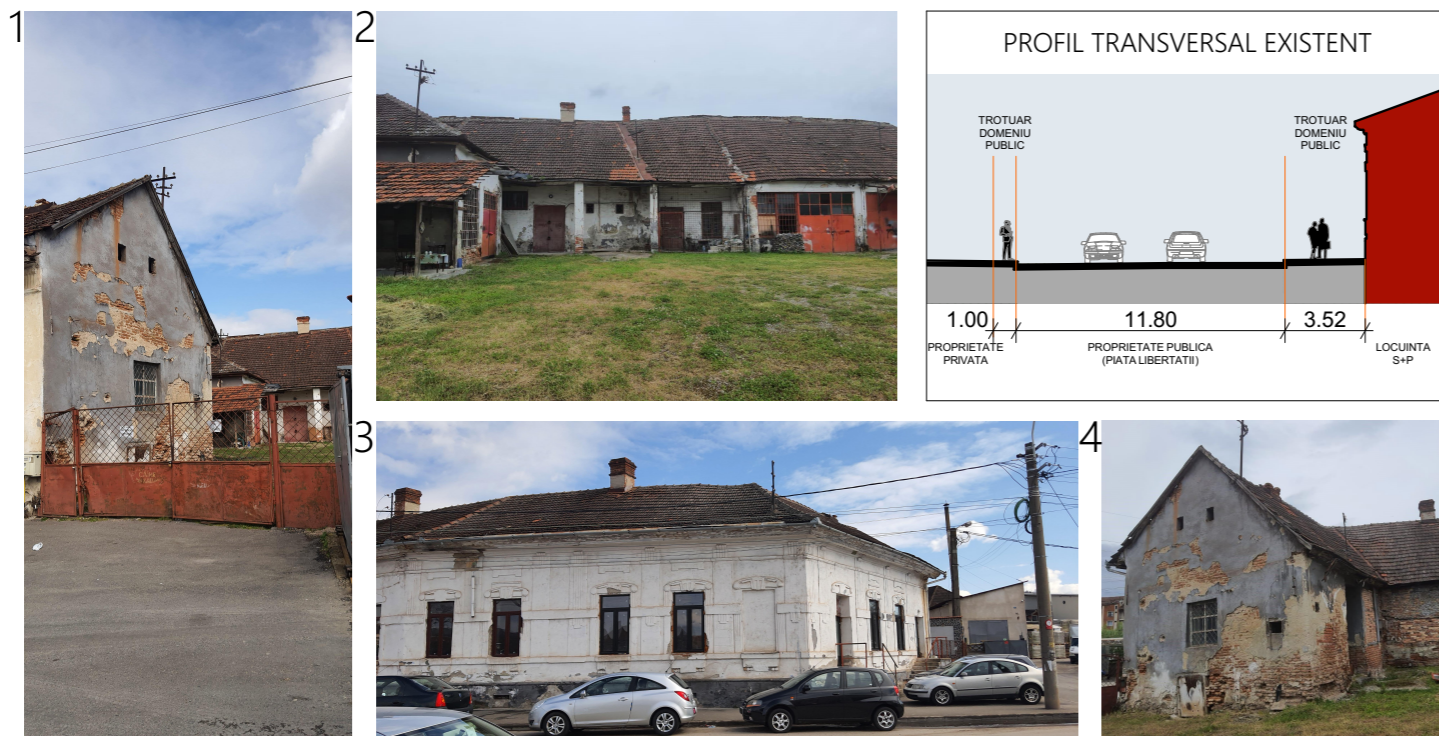 1
2
PROFIL TRANSVERSAL EXISTENT
TROTUAR
DOMENIU
PUBLIC
TROTUAR
DOMENIU
PUBLIC
1.00
11.80
3.52
PROPRIETATE
PRIVATA
PROPRIETATE PUBLICA
(PIATA LIBERTATII)
LOCUINTA
S+P
3
4